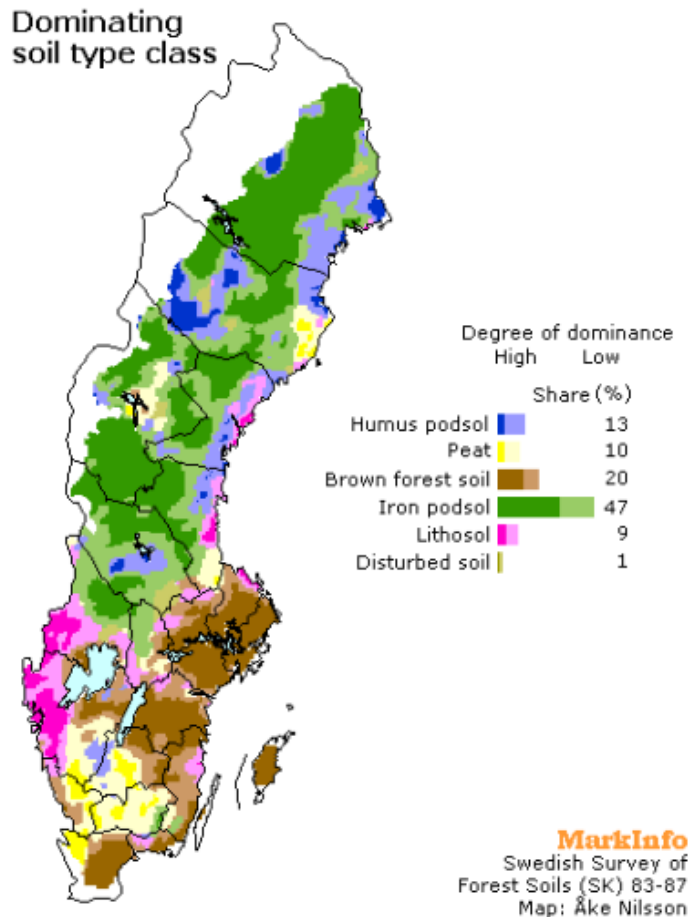 Dominating
soil type class
Degree of dominance
High Low
Share (%)
Humus podsol 13
Peat 10
Brown forest soil 20
Iron podsol 47
Lithosol 9
Disturbed soil 1
MarkInfo
Swedish Survey of
Forest Soils (SK) 83-87
Map: Åke Nilsson